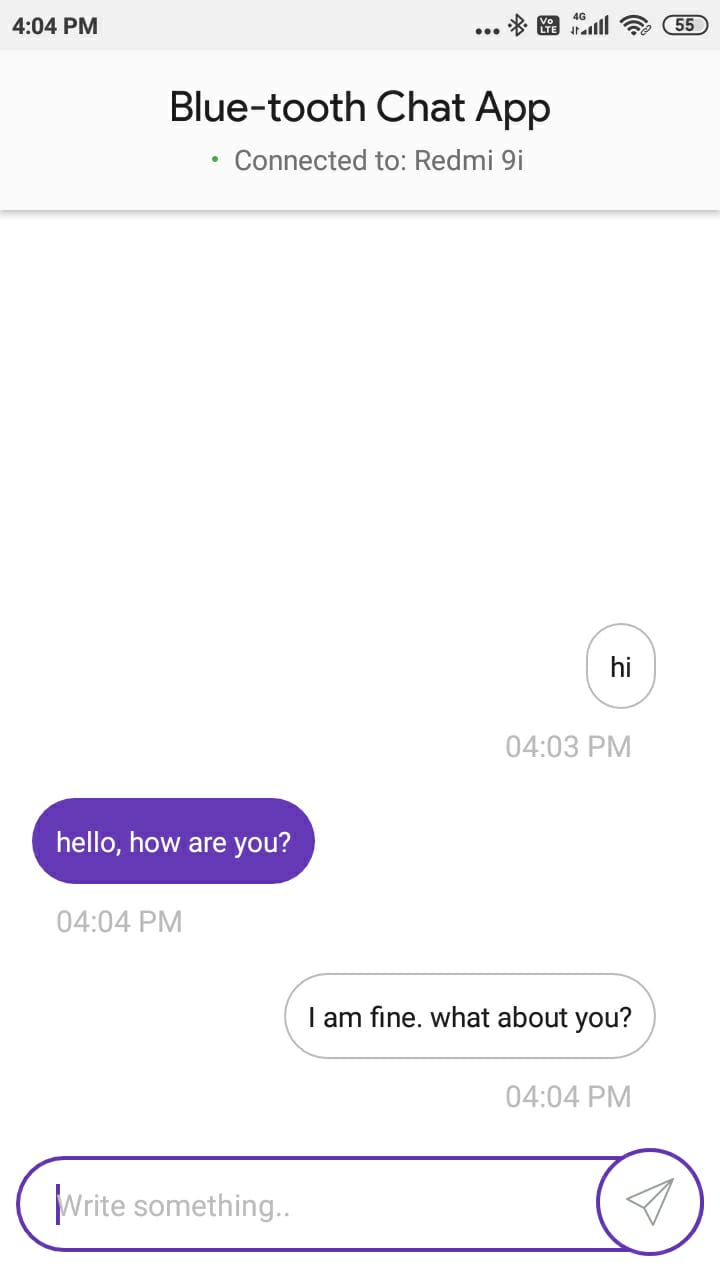 4:04 PM
Vo LTE 4G 55
Blue-tooth Chat App
Connected to: Redmi 9i
hi
04:03 PM
hello, how are you?
04:04 PM
I am fine. what about you?
04:04 PM
Write something..